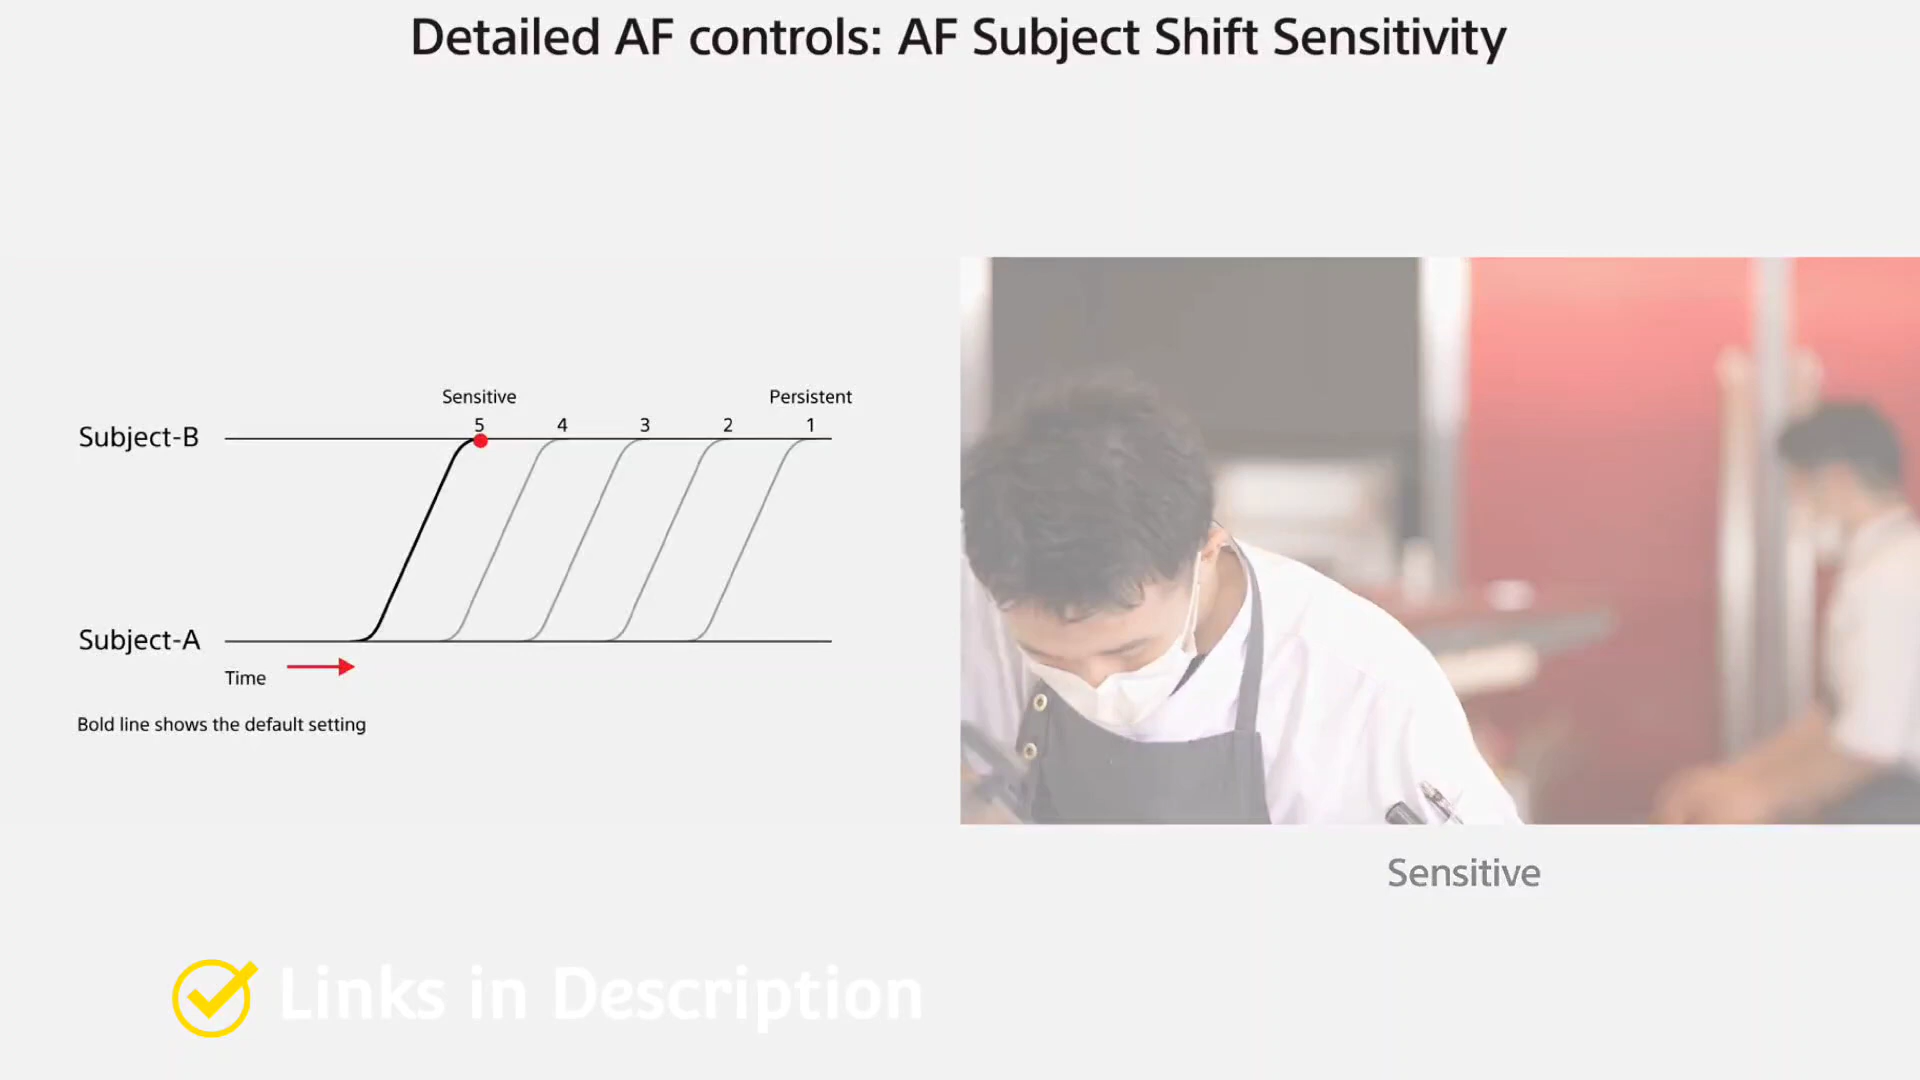 Detailed AF controls: AF Subject Shift Sensitivity
Sensitive Persistent
5 4 3 2 1
Subject-B
Subject-A
Time
Bold line shows the default setting
Sensitive
Links in Description